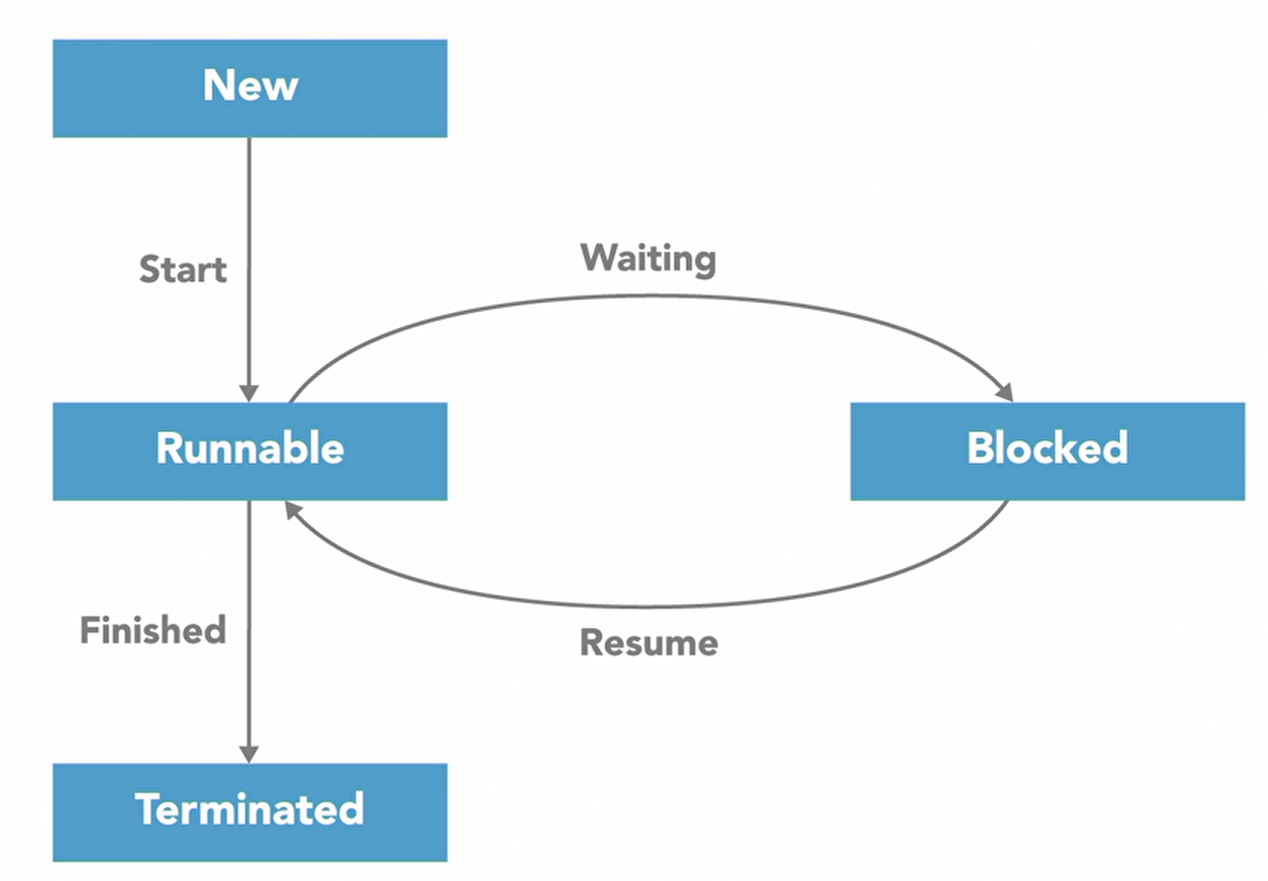 New
Start
Waiting
Runnable
Blocked
Finished
Resume
Terminated